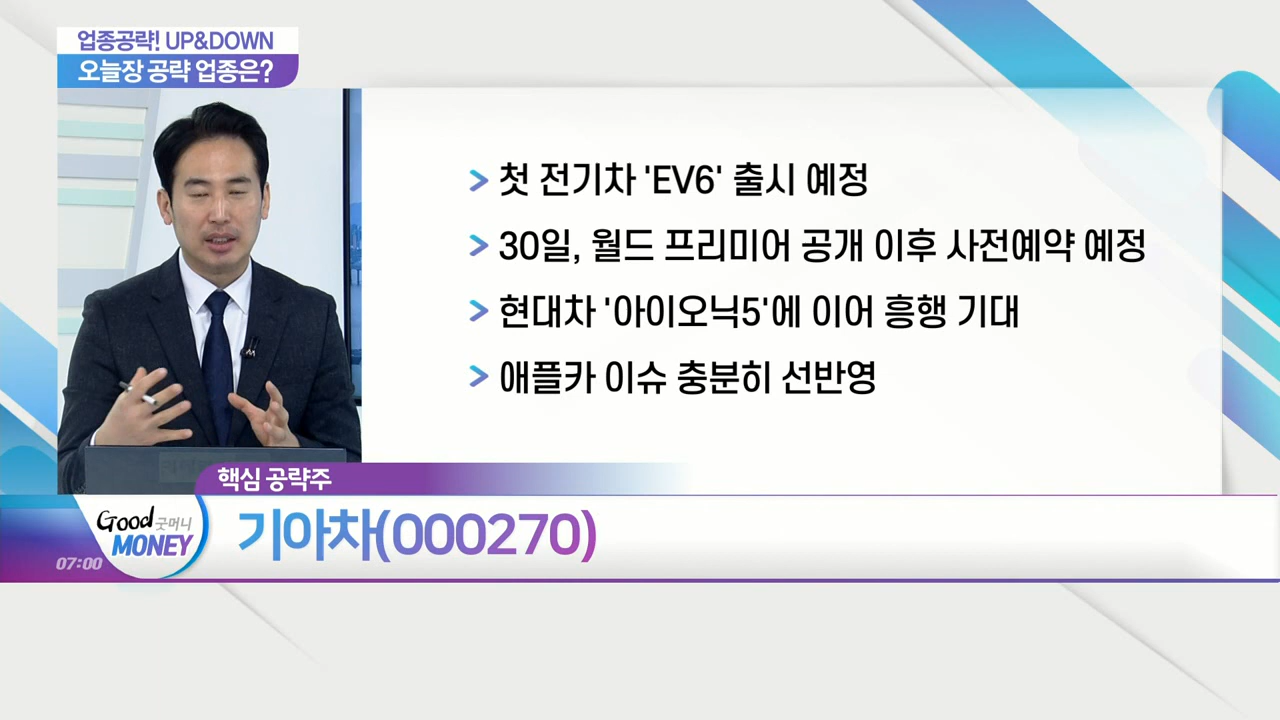 업종공략! UP&DOWN
오늘장 공략 업종은?
> 첫 전기차 'EV6' 출시 예정
> 30일, 월드 프리미어 공개 이후 사전예약 예정
> 현대차 '아이오닉5'에 이어 흥행 기대
> 애플카 이슈 충분히 선반영
핵심 공략주
Good 굿머니
MONEY
기아차(000270)
07:00